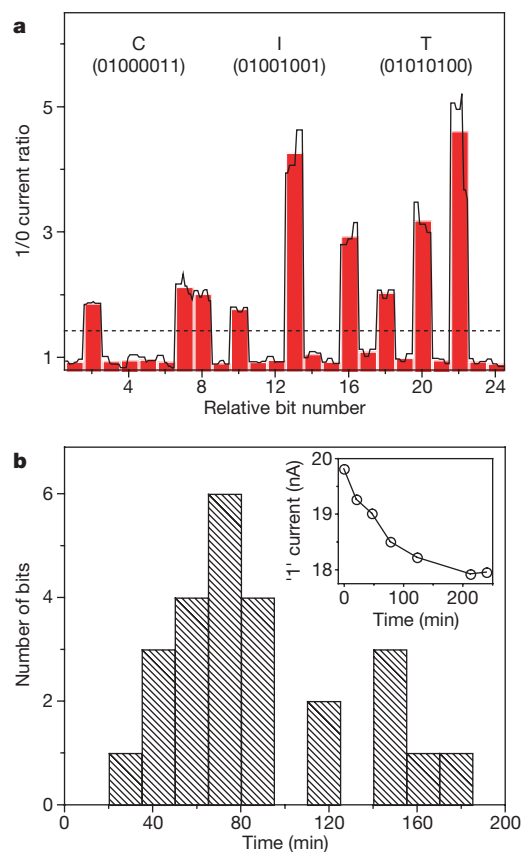 a
C I T
(01000011) (01001001) (01010100)
5
3
1
1/0 current ratio
4 8 12 16 20 24
Relative bit number
b
6
4
2
0
Number of bits
0 40 80 120 160 200
Time (min)
20
19
18
'1' current (nA)
0 100 200
Time (min)